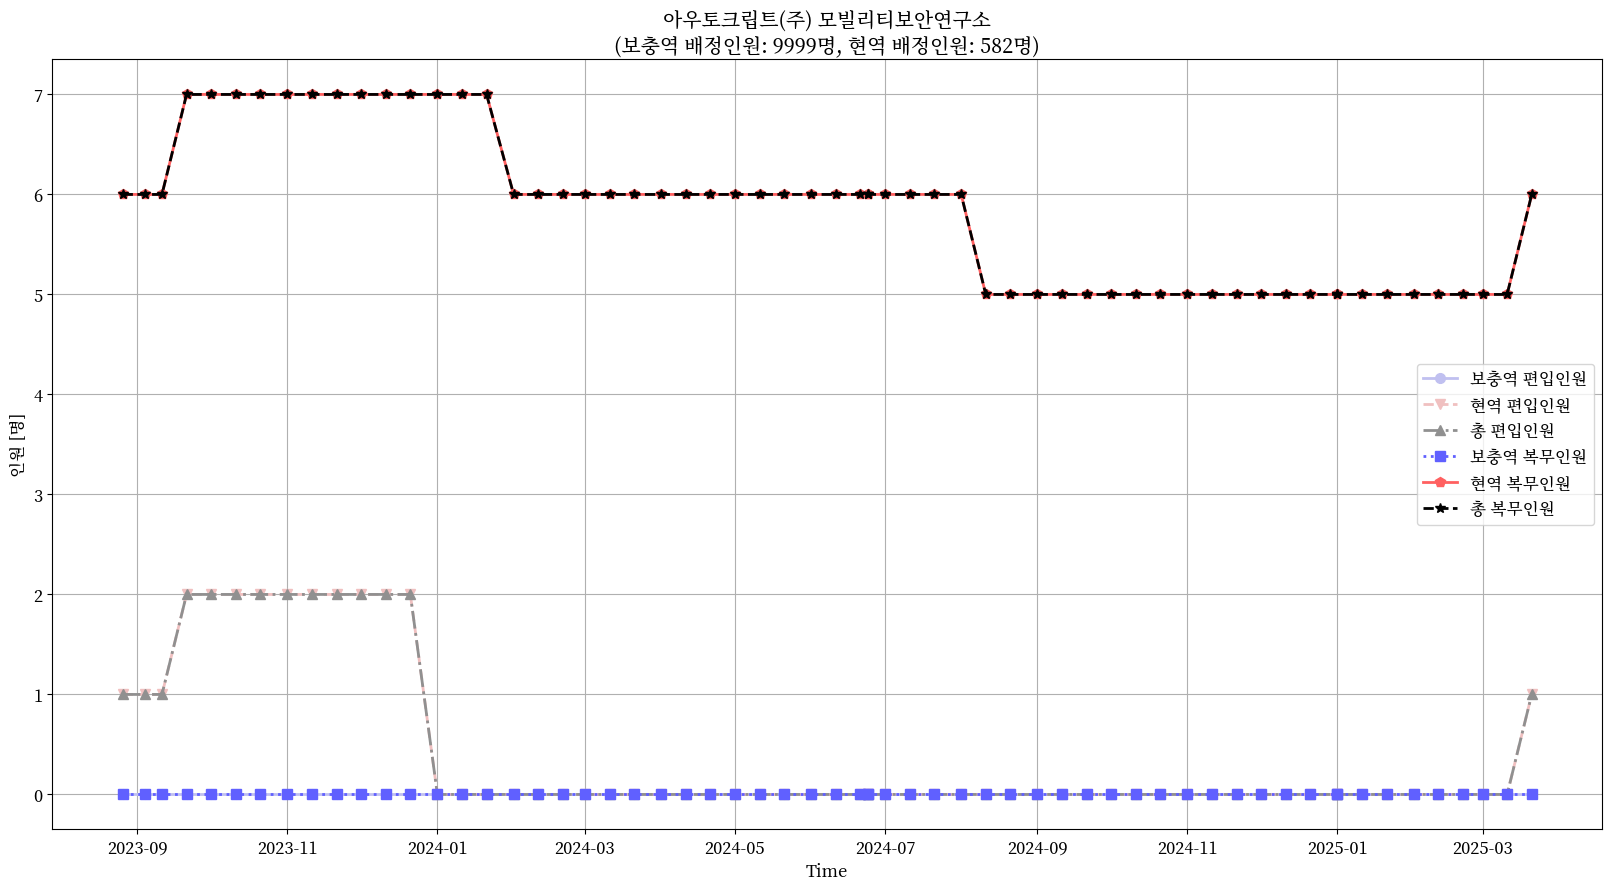 아우토크립트(주) 모빌리티보안연구소
(보충역 배정인원: 9999명, 현역 배정인원: 582명)
인원 [명]
7
6
5
4
3
2
1
0
보충역 편입인원
현역 편입인원
총 편입인원
보충역 복무인원
현역 복무인원
총 복무인원
2023-09 2023-11 2024-01 2024-03 2024-05 2024-07 2024-09 2024-11 2025-01 2025-03
Time